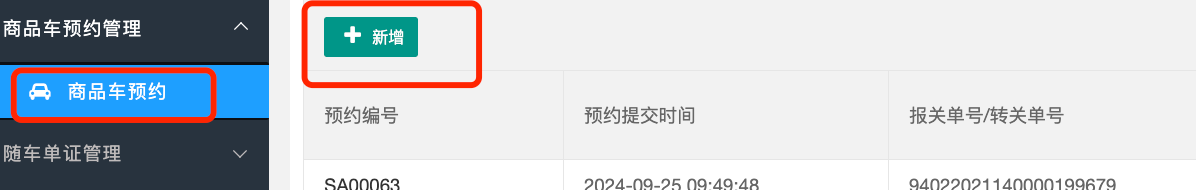 商品车预约管理
商品车预约
随车单证管理
新增
预约编号 预约提交时间 报关单号/转关单号
SA00063 2024-09-25 09:49:48 94022021140000199679